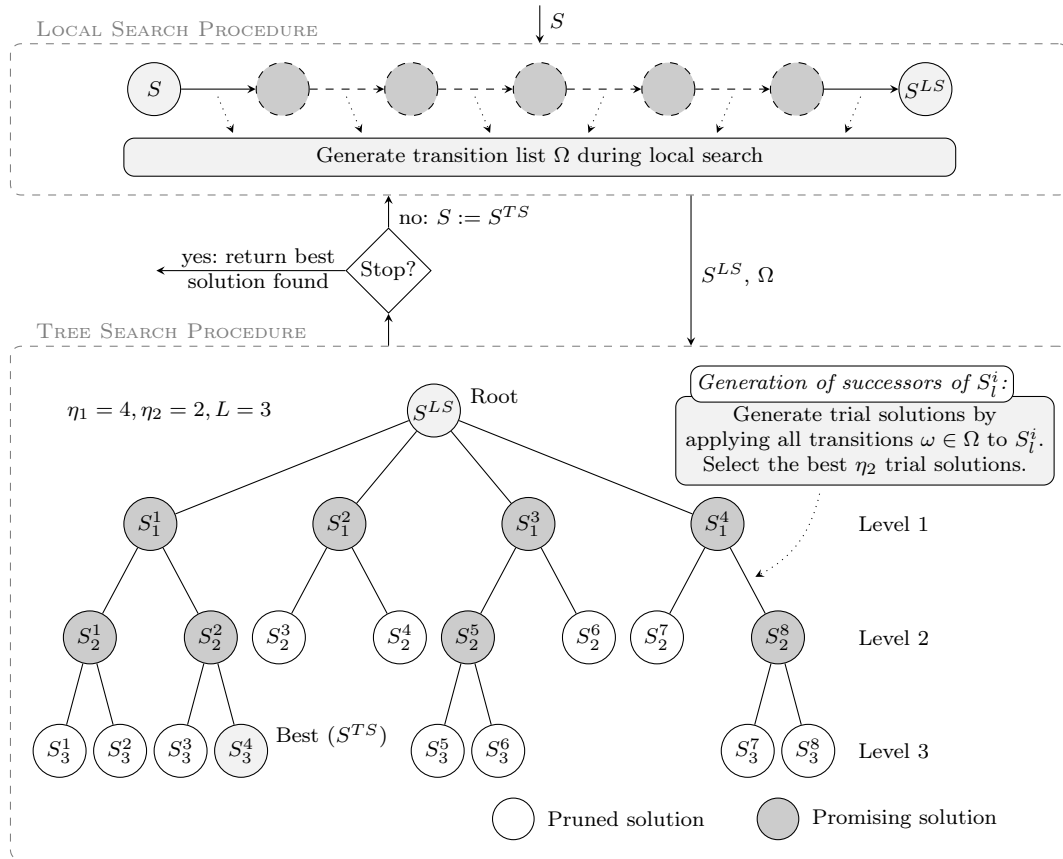 S
LOCAL SEARCH PROCEDURE
S
S^{LS}
Generate transition list Ω during local search
no: S := S^{TS}
yes: return best
solution found
Stop?
S^{LS}, Ω
TREE SEARCH PROCEDURE
η_1 = 4, η_2 = 2, L = 3
S^{LS}
Root
Generation of successors of S_l^i:
Generate trial solutions by
applying all transitions ω ∈ Ω to S_l^i.
Select the best η_2 trial solutions.
S_1^1
S_1^2
S_1^3
S_1^4
Level 1
S_2^1
S_2^2
S_2^3
S_2^4
S_2^5
S_2^6
S_2^7
S_2^8
Level 2
S_3^1
S_3^2
S_3^3
S_3^4
Best (S^{TS})
S_3^5
S_3^6
S_3^7
S_3^8
Level 3
Pruned solution
Promising solution